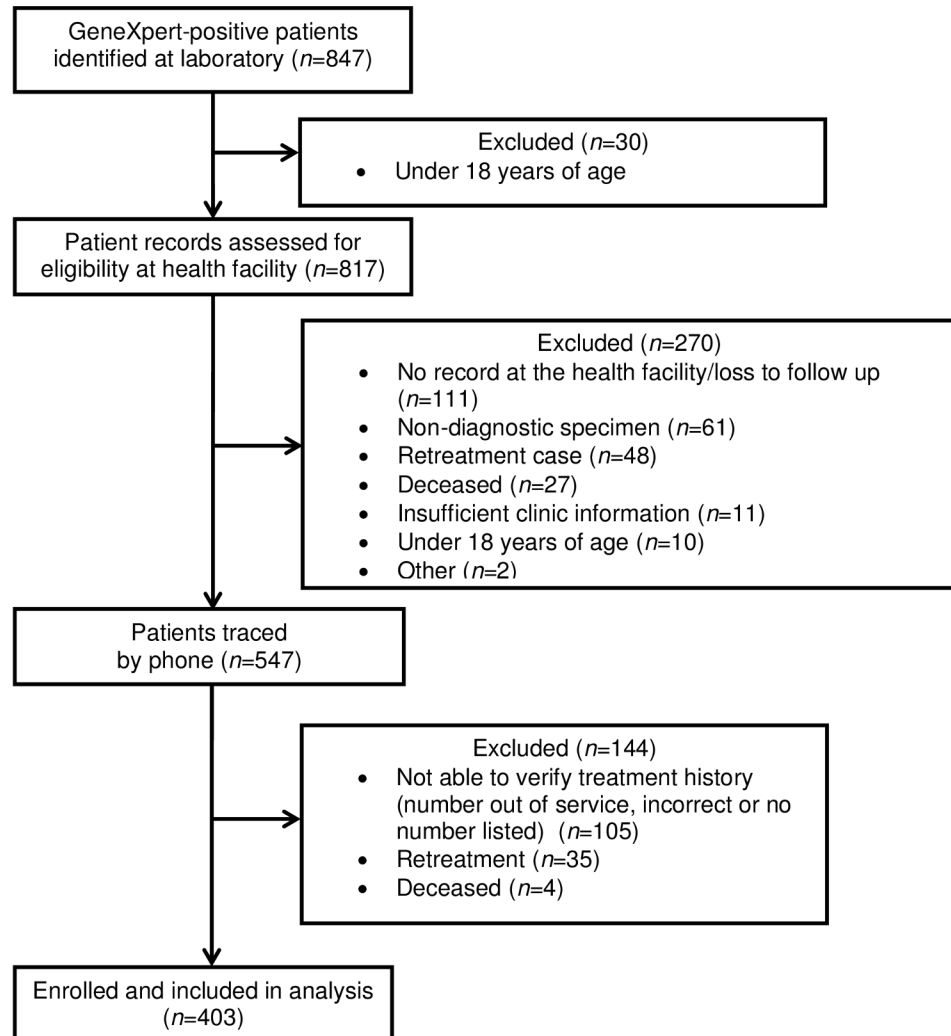 GeneXpert-positive patients
identified at laboratory (n=847)
Excluded (n=30)
• Under 18 years of age
Patient records assessed for
eligibility at health facility (n=817)
Excluded (n=270)
• No record at the health facility/loss to follow up
(n=111)
• Non-diagnostic specimen (n=61)
• Retreatment case (n=48)
• Deceased (n=27)
• Insufficient clinic information (n=11)
• Under 18 years of age (n=10)
• Other (n=2)
Patients traced
by phone (n=547)
Excluded (n=144)
• Not able to verify treatment history
(number out of service, incorrect or no
number listed) (n=105)
• Retreatment (n=35)
• Deceased (n=4)
Enrolled and included in analysis
(n=403)